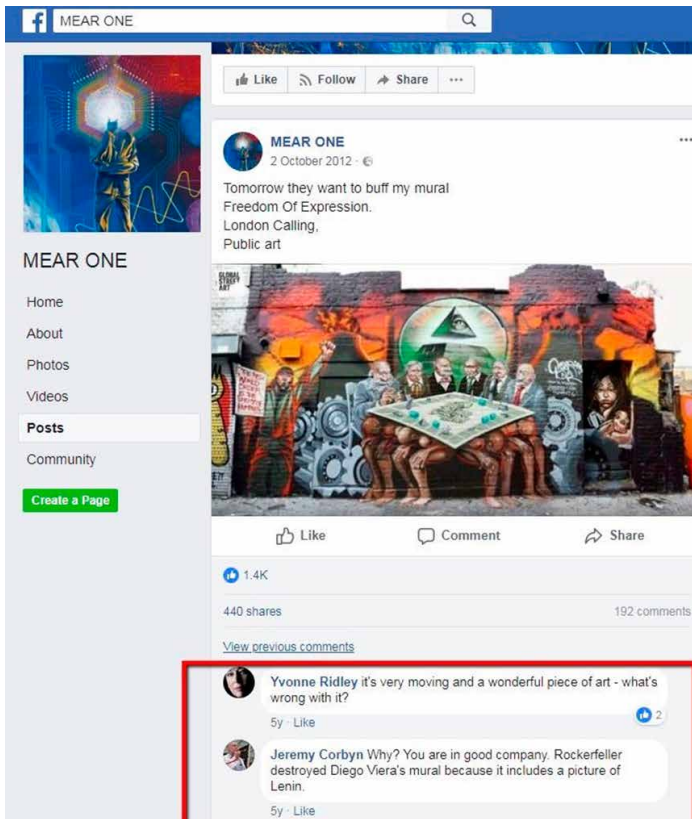 MEAR ONE
Like
Follow
Share
MEAR ONE
2 October 2012
Tomorrow they want to buff my mural
Freedom Of Expression.
London Calling,
Public art
MEAR ONE
Home
About
Photos
Videos
Posts
Community
Create a Page
GLOBAL
STREET
ART
Like
Comment
Share
1.4K
440 shares
192 comments
View previous comments
Yvonne Ridley it's very moving and a wonderful piece of art - what's
wrong with it?
5y · Like
2
Jeremy Corbyn Why? You are in good company. Rockerfeller
destroyed Diego Viera's mural because it includes a picture of
Lenin.
5y · Like